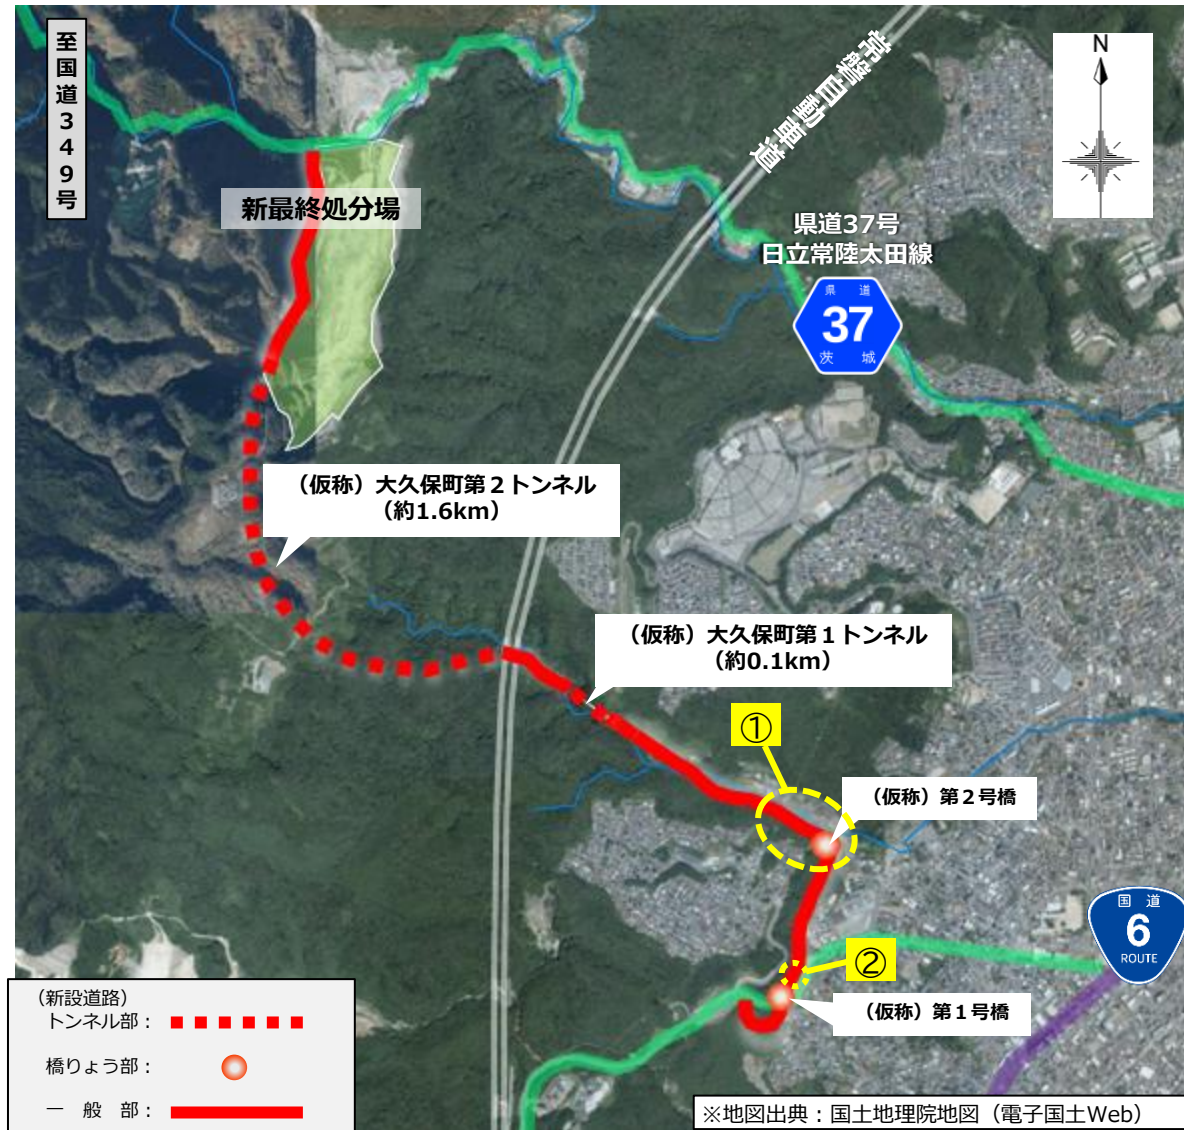 至国道349号
常磐自動車道
N
新最終処分場
県道37号
日立常陸太田線
県 道
37
茨 城
(仮称)大久保町第2トンネル
(約1.6km)
(仮称)大久保町第1トンネル
(約0.1km)
①
(仮称)第2号橋
国 道
6
ROUTE
②
(仮称)第1号橋
(新設道路)
トンネル部:
橋りょう部:
一 般 部:
※地図出典:国土地理院地図(電子国土Web)